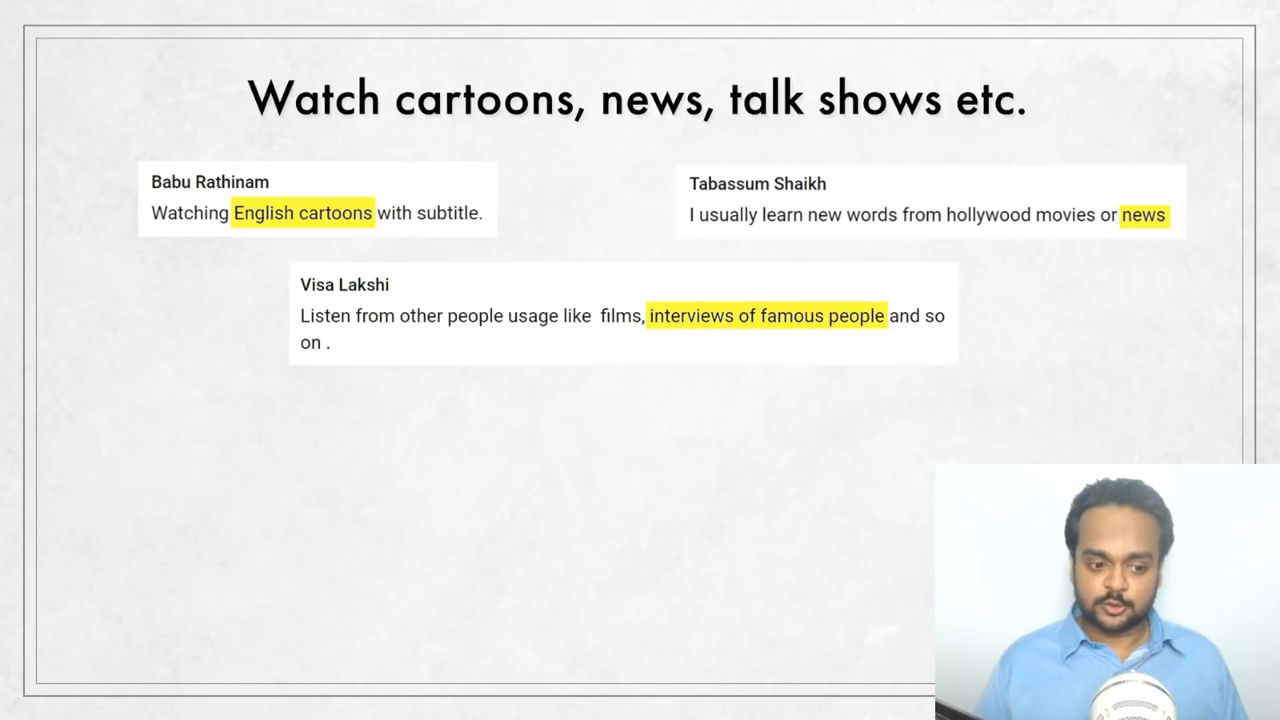 Watch cartoons, news, talk shows etc.
Babu Rathinam
Watching English cartoons with subtitle.
Tabassum Shaikh
I usually learn new words from hollywood movies or news
Visa Lakshi
Listen from other people usage like films, interviews of famous people and so
on .